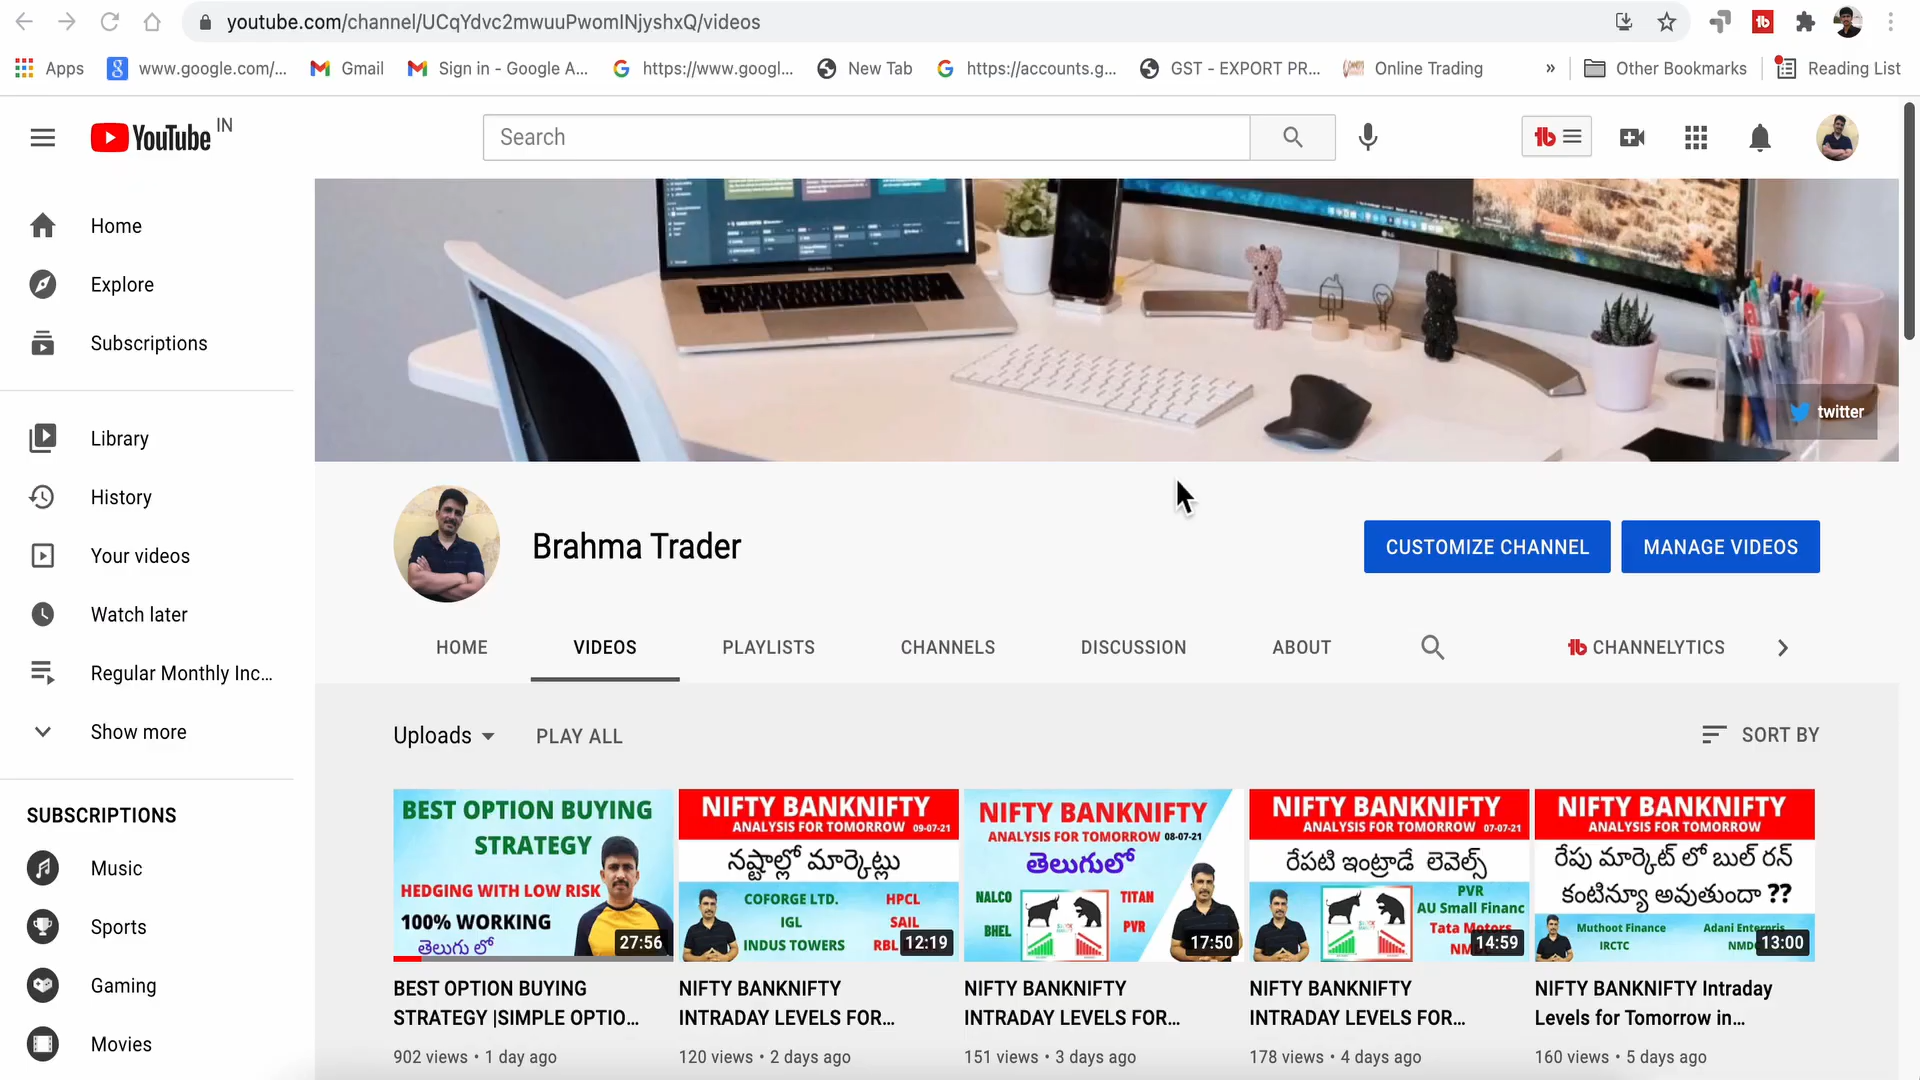 youtube.com/channel/UCqYdvc2mwuuPwomINjyshxQ/videos
Apps
www.google.com/...
Gmail
Sign in - Google A...
https://www.googl...
New Tab
https://accounts.g...
GST - EXPORT PR...
Online Trading
»
Other Bookmarks
Reading List
YouTube IN
Search
Home
Explore
Subscriptions
Library
History
Your videos
Watch later
Regular Monthly Inc...
Show more
SUBSCRIPTIONS
Music
Sports
Gaming
Movies
twitter
Brahma Trader
CUSTOMIZE CHANNEL
MANAGE VIDEOS
HOME
VIDEOS
PLAYLISTS
CHANNELS
DISCUSSION
ABOUT
CHANNELYTICS
Uploads
PLAY ALL
SORT BY
BEST OPTION BUYING
STRATEGY
HEDGING WITH LOW RISK
100% WORKING
తెలుగు లో
27:56
BEST OPTION BUYING
STRATEGY |SIMPLE OPTIO...
902 views • 1 day ago
NIFTY BANKNIFTY
ANALYSIS FOR TOMORROW 09-07-21
నష్టాల్లో మార్కెట్లు
COFORGE LTD.
IGL
INDUS TOWERS
HPCL
SAIL
RBL
12:19
NIFTY BANKNIFTY
INTRADAY LEVELS FOR...
120 views • 2 days ago
NIFTY BANKNIFTY
ANALYSIS FOR TOMORROW 08-07-21
తెలుగులో
NALCO
BHEL
TITAN
PVR
17:50
NIFTY BANKNIFTY
INTRADAY LEVELS FOR...
151 views • 3 days ago
NIFTY BANKNIFTY
ANALYSIS FOR TOMORROW 07-07-21
రేపటి ఇంట్రాడే లెవెల్స్
PVR
AU Small Financ
Tata Motors
14:59
NIFTY BANKNIFTY
INTRADAY LEVELS FOR...
178 views • 4 days ago
NIFTY BANKNIFTY
ANALYSIS FOR TOMORROW
రేపు మార్కెట్ లో బుల్ రన్
కంటిన్యూ అవుతుందా ??
Muthoot Finance
IRCTC
Adani Enterpris
13:00
NIFTY BANKNIFTY Intraday
Levels for Tomorrow in...
160 views • 5 days ago